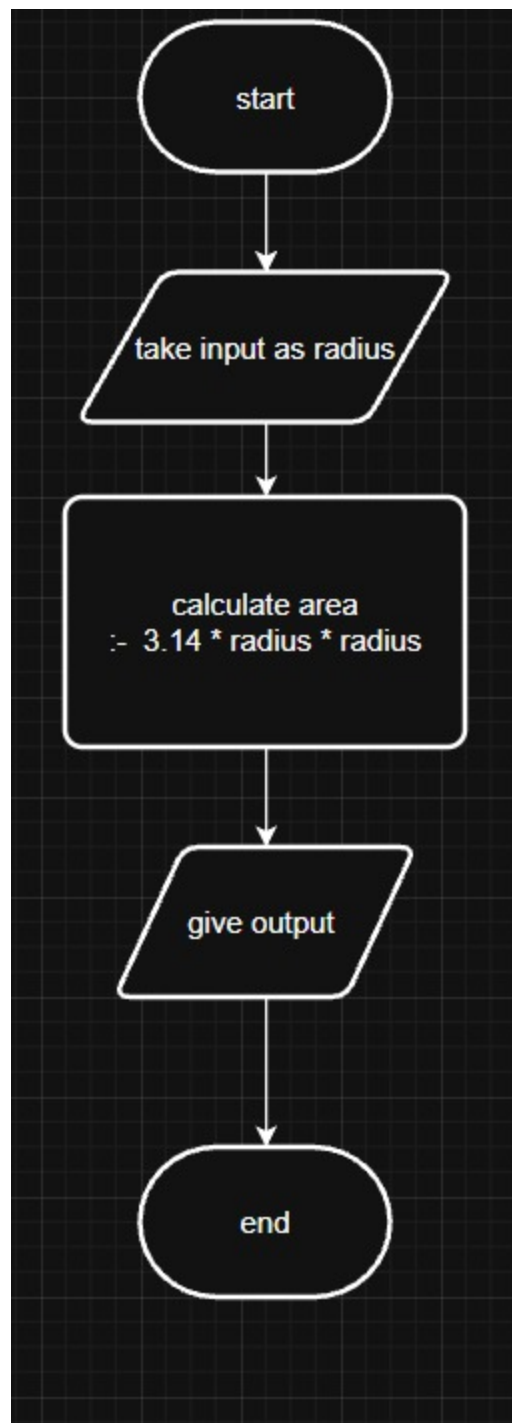 start
take input as radius
calculate area
:- 3.14 * radius * radius
give output
end